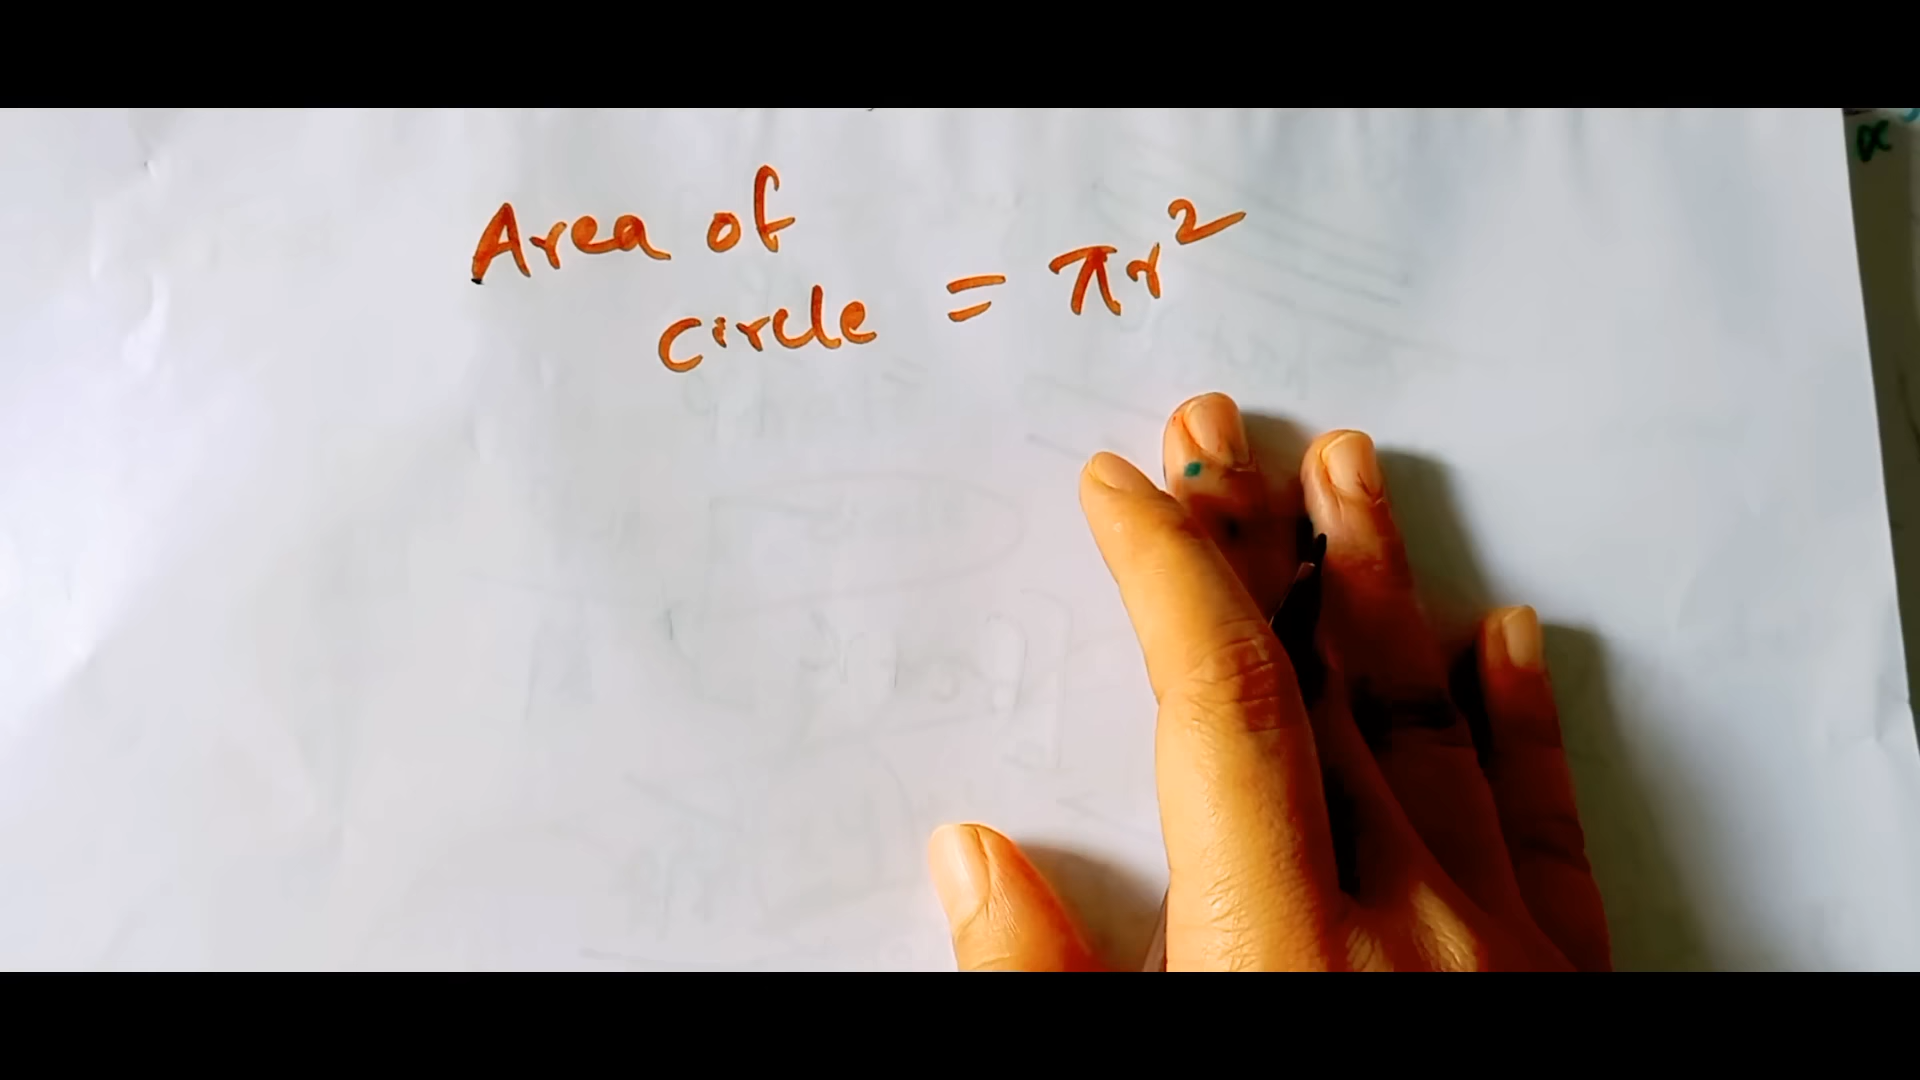 Area of
circle = πr²
x